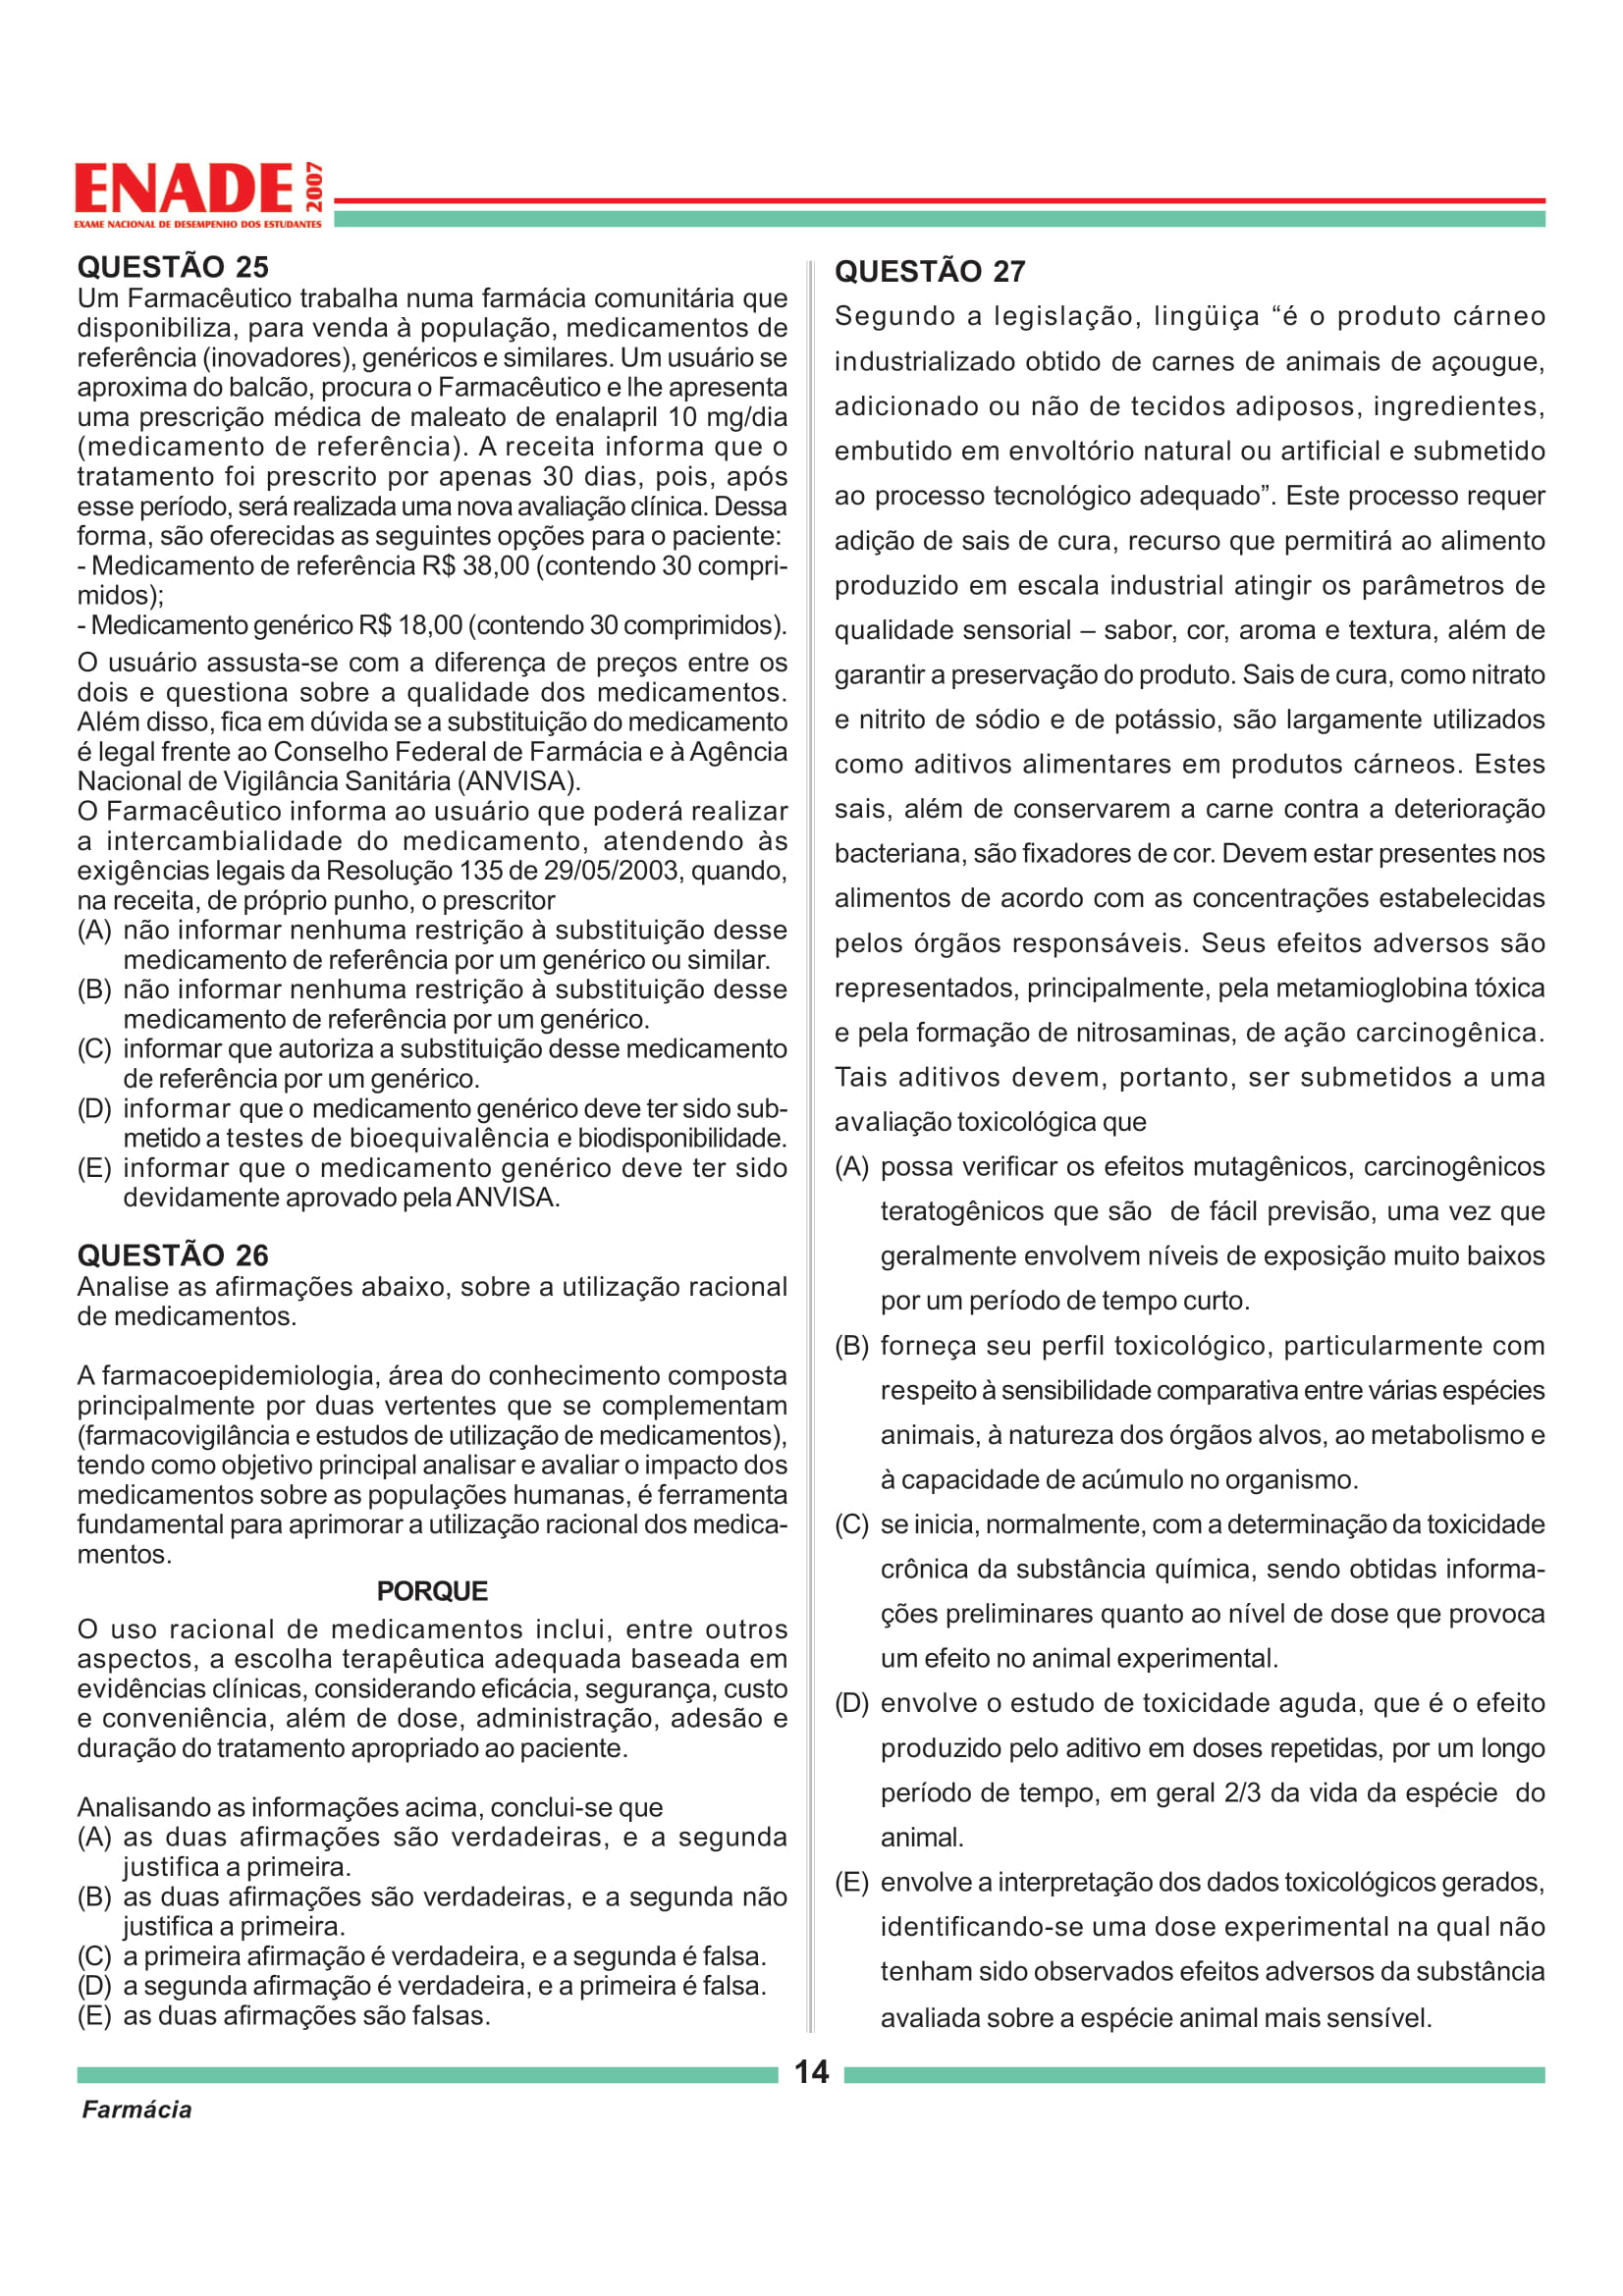 ENADE 2007
EXAME NACIONAL DE DESEMPENHO DOS ESTUDANTES
QUESTÃO 25
Um Farmacêutico trabalha numa farmácia comunitária que
disponibiliza, para venda à população, medicamentos de
referência (inovadores), genéricos e similares. Um usuário se
aproxima do balcão, procura o Farmacêutico e lhe apresenta
uma prescrição médica de maleato de enalapril 10 mg/dia
(medicamento de referência). A receita informa que o
tratamento foi prescrito por apenas 30 dias, pois, após
esse período, será realizada uma nova avaliação clínica. Dessa
forma, são oferecidas as seguintes opções para o paciente:
- Medicamento de referência R$ 38,00 (contendo 30 compri-
midos);
- Medicamento genérico R$ 18,00 (contendo 30 comprimidos).
O usuário assusta-se com a diferença de preços entre os
dois e questiona sobre a qualidade dos medicamentos.
Além disso, fica em dúvida se a substituição do medicamento
é legal frente ao Conselho Federal de Farmácia e à Agência
Nacional de Vigilância Sanitária (ANVISA).
O Farmacêutico informa ao usuário que poderá realizar
a intercambialidade do medicamento, atendendo às
exigências legais da Resolução 135 de 29/05/2003, quando,
na receita, de próprio punho, o prescritor
(A) não informar nenhuma restrição à substituição desse
medicamento de referência por um genérico ou similar.
(B) não informar nenhuma restrição à substituição desse
medicamento de referência por um genérico.
(C) informar que autoriza a substituição desse medicamento
de referência por um genérico.
(D) informar que o medicamento genérico deve ter sido sub-
metido a testes de bioequivalência e biodisponibilidade.
(E) informar que o medicamento genérico deve ter sido
devidamente aprovado pela ANVISA.
QUESTÃO 26
Analise as afirmações abaixo, sobre a utilização racional
de medicamentos.
A farmacoepidemiologia, área do conhecimento composta
principalmente por duas vertentes que se complementam
(farmacovigilância e estudos de utilização de medicamentos),
tendo como objetivo principal analisar e avaliar o impacto dos
medicamentos sobre as populações humanas, é ferramenta
fundamental para aprimorar a utilização racional dos medica-
mentos.
PORQUE
O uso racional de medicamentos inclui, entre outros
aspectos, a escolha terapêutica adequada baseada em
evidências clínicas, considerando eficácia, segurança, custo
e conveniência, além de dose, administração, adesão e
duração do tratamento apropriado ao paciente.
Analisando as informações acima, conclui-se que
(A) as duas afirmações são verdadeiras, e a segunda
justifica a primeira.
(B) as duas afirmações são verdadeiras, e a segunda não
justifica a primeira.
(C) a primeira afirmação é verdadeira, e a segunda é falsa.
(D) a segunda afirmação é verdadeira, e a primeira é falsa.
(E) as duas afirmações são falsas.
QUESTÃO 27
Segundo a legislação, lingüiça “é o produto cárneo
industrializado obtido de carnes de animais de açougue,
adicionado ou não de tecidos adiposos, ingredientes,
embutido em envoltório natural ou artificial e submetido
ao processo tecnológico adequado”. Este processo requer
adição de sais de cura, recurso que permitirá ao alimento
produzido em escala industrial atingir os parâmetros de
qualidade sensorial – sabor, cor, aroma e textura, além de
garantir a preservação do produto. Sais de cura, como nitrato
e nitrito de sódio e de potássio, são largamente utilizados
como aditivos alimentares em produtos cárneos. Estes
sais, além de conservarem a carne contra a deterioração
bacteriana, são fixadores de cor. Devem estar presentes nos
alimentos de acordo com as concentrações estabelecidas
pelos órgãos responsáveis. Seus efeitos adversos são
representados, principalmente, pela metamioglobina tóxica
e pela formação de nitrosaminas, de ação carcinogênica.
Tais aditivos devem, portanto, ser submetidos a uma
avaliação toxicológica que
(A) possa verificar os efeitos mutagênicos, carcinogênicos
teratogênicos que são de fácil previsão, uma vez que
geralmente envolvem níveis de exposição muito baixos
por um período de tempo curto.
(B) forneça seu perfil toxicológico, particularmente com
respeito à sensibilidade comparativa entre várias espécies
animais, à natureza dos órgãos alvos, ao metabolismo e
à capacidade de acúmulo no organismo.
(C) se inicia, normalmente, com a determinação da toxicidade
crônica da substância química, sendo obtidas informa-
ções preliminares quanto ao nível de dose que provoca
um efeito no animal experimental.
(D) envolve o estudo de toxicidade aguda, que é o efeito
produzido pelo aditivo em doses repetidas, por um longo
período de tempo, em geral 2/3 da vida da espécie do
animal.
(E) envolve a interpretação dos dados toxicológicos gerados,
identificando-se uma dose experimental na qual não
tenham sido observados efeitos adversos da substância
avaliada sobre a espécie animal mais sensível.
14
Farmácia